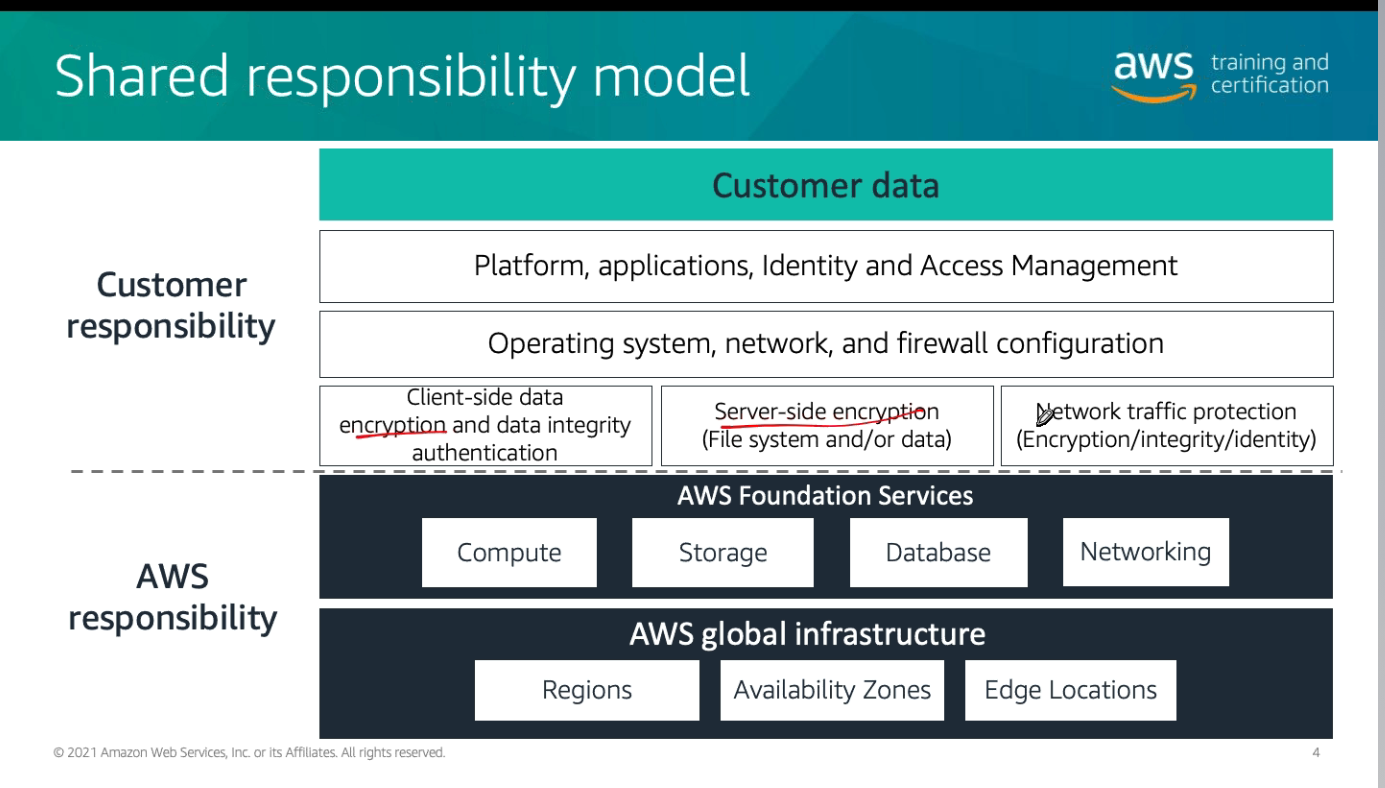 Shared responsibility model
aws training and
certification
Customer data
Customer
responsibility
Platform, applications, Identity and Access Management
Operating system, network, and firewall configuration
Client-side data
encryption and data integrity
authentication
Server-side encryption
(File system and/or data)
Network traffic protection
(Encryption/integrity/identity)
AWS
responsibility
AWS Foundation Services
Compute
Storage
Database
Networking
AWS global infrastructure
Regions
Availability Zones
Edge Locations
© 2021 Amazon Web Services, Inc. or its Affiliates. All rights reserved.
4